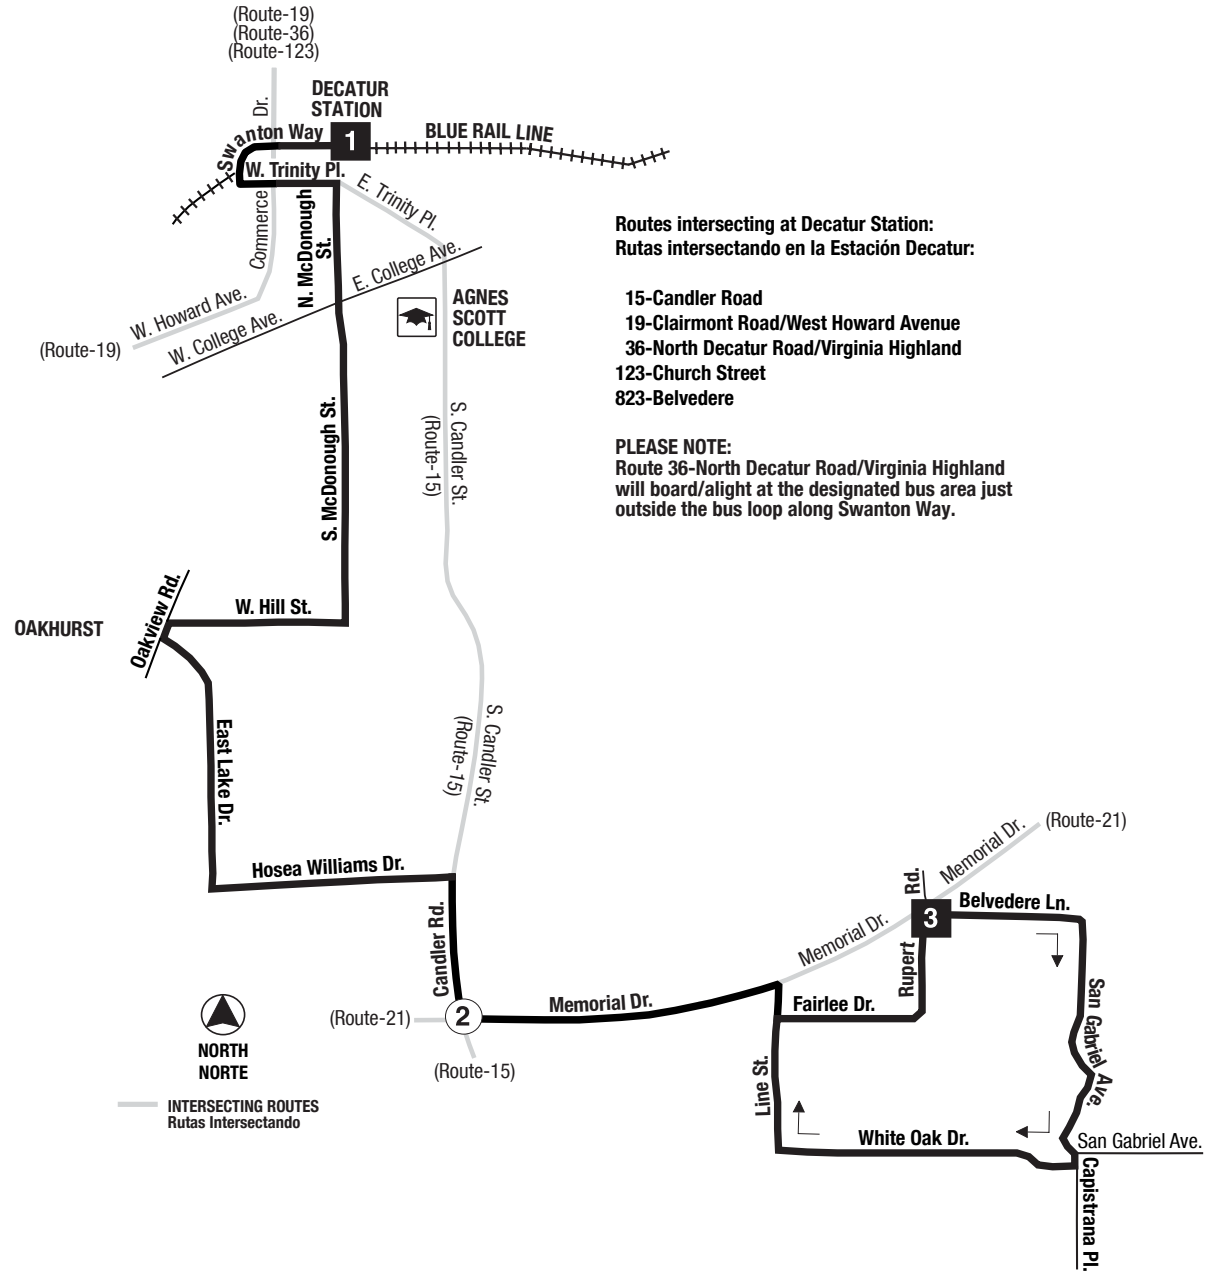 (Route-19)
(Route-36)
(Route-123)
DECATUR
STATION
Dr.
Swanton Way
1
BLUE RAIL LINE
W. Trinity Pl.
E. Trinity Pl.
Commerce
N. McDonough
St.
E. College Ave.
W. Howard Ave.
W. College Ave.
(Route-19)
AGNES
SCOTT
COLLEGE
Routes intersecting at Decatur Station:
Rutas intersectando en la Estación Decatur:
15-Candler Road
19-Clairmont Road/West Howard Avenue
36-North Decatur Road/Virginia Highland
123-Church Street
823-Belvedere
PLEASE NOTE:
Route 36-North Decatur Road/Virginia Highland
will board/alight at the designated bus area just
outside the bus loop along Swanton Way.
S. McDonough St.
S. Candler St.
(Route-15)
W. Hill St.
Oakview Rd.
OAKHURST
East Lake Dr.
S. Candler St.
(Route-15)
Hosea Williams Dr.
Candler Rd.
2
(Route-21)
(Route-15)
Memorial Dr.
Memorial Dr.
Memorial Dr.
(Route-21)
Rd.
3
Rupert
Belvedere Ln.
Fairlee Dr.
San Gabriel Ave.
Line St.
White Oak Dr.
San Gabriel Ave.
Capistrana Pl.
NORTH
NORTE
INTERSECTING ROUTES
Rutas Intersectando